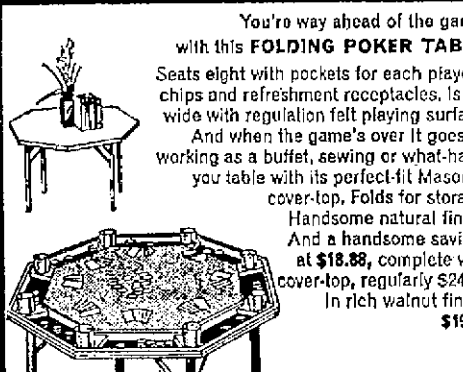 You're way ahead of the gam
with this FOLDING POKER TAB
Seats eight with pockets for each playe
chips and refreshment receptacles. Is
wide with regulation felt playing surfa
And when the game's over it goes
working as a buffet, sewing or what-ha
you table with its perfect-fit Mason
cover-top. Folds for stora
Handsome natural fini
And a handsome savi
at $18.88, complete w
cover-top, regularly $24
In rich walnut fin
$19